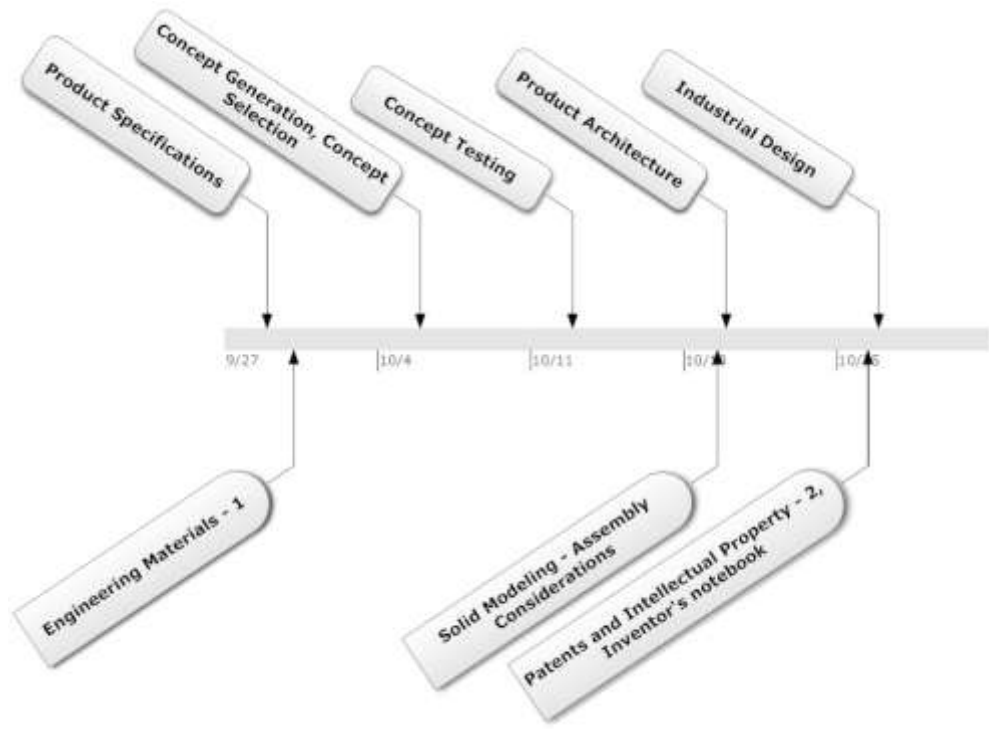 Product Specifications
Concept Generation, Concept
Selection
Concept Testing
Product Architecture
Industrial Design
9/27
10/4
10/11
Engineering Materials - 1
Solid Modeling - Assembly
Considerations
Patents and Intellectual Property - 2,
Inventor's notebook